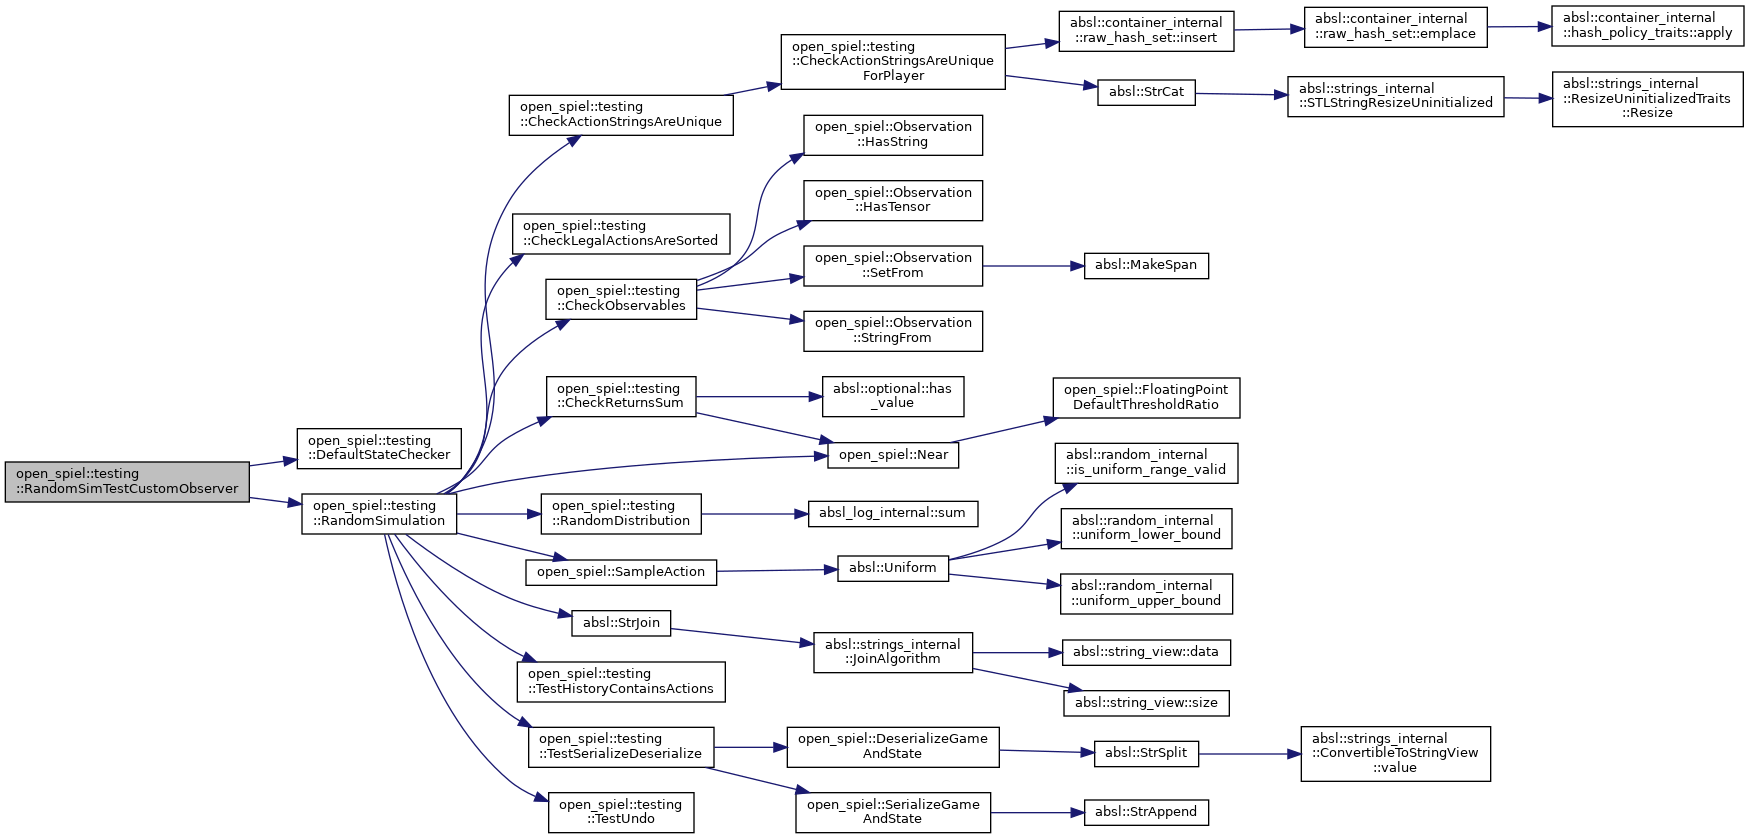 open_spiel::testing
::RandomSimTestCustomObserver
open_spiel::testing
::DefaultStateChecker
open_spiel::testing
::RandomSimulation
open_spiel::testing
::CheckActionStringsAreUnique
open_spiel::testing
::CheckActionStringsAreUnique
ForPlayer
absl::container_internal
::raw_hash_set::insert
absl::container_internal
::raw_hash_set::emplace
absl::container_internal
::hash_policy_traits::apply
absl::StrCat
absl::strings_internal
::STLStringResizeUninitialized
absl::strings_internal
::ResizeUninitializedTraits
::Resize
open_spiel::testing
::CheckLegalActionsAreSorted
open_spiel::testing
::CheckObservables
open_spiel::Observation
::HasString
open_spiel::Observation
::HasTensor
open_spiel::Observation
::SetFrom
absl::MakeSpan
open_spiel::Observation
::StringFrom
open_spiel::testing
::CheckReturnsSum
absl::optional::has
_value
open_spiel::Near
open_spiel::FloatingPoint
DefaultThresholdRatio
open_spiel::testing
::RandomDistribution
absl_log_internal::sum
open_spiel::SampleAction
absl::Uniform
absl::random_internal
::is_uniform_range_valid
absl::random_internal
::uniform_lower_bound
absl::random_internal
::uniform_upper_bound
absl::StrJoin
absl::strings_internal
::JoinAlgorithm
absl::string_view::data
absl::string_view::size
open_spiel::testing
::TestHistoryContainsActions
open_spiel::testing
::TestSerializeDeserialize
open_spiel::DeserializeGame
AndState
absl::StrSplit
absl::strings_internal
::ConvertibleToStringView
::value
open_spiel::SerializeGame
AndState
absl::StrAppend
open_spiel::testing
::TestUndo